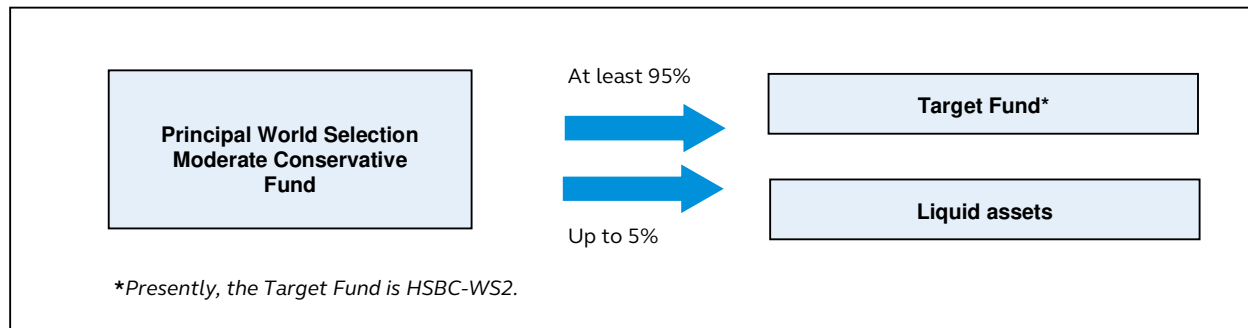 Principal World Selection
Moderate Conservative
Fund
At least 95%
Target Fund*
Liquid assets
Up to 5%
*Presently, the Target Fund is HSBC-WS2.